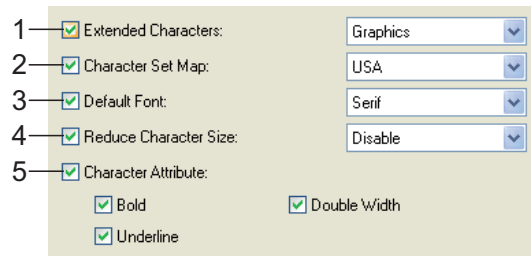 1 Extended Characters: Graphics
2 Character Set Map: USA
3 Default Font: Serif
4 Reduce Character Size: Disable
5 Character Attribute:
Bold Double Width
Underline